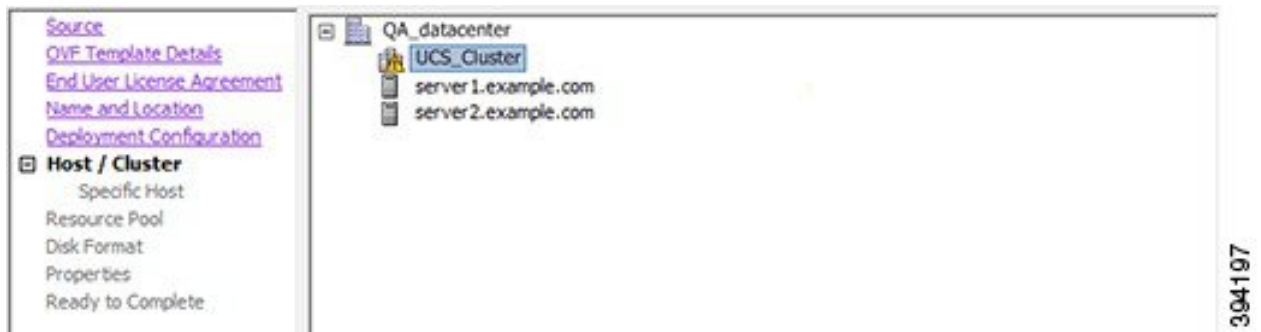 Source
OVF Template Details
End User License Agreement
Name and Location
Deployment Configuration
Host / Cluster
Specific Host
Resource Pool
Disk Format
Properties
Ready to Complete
QA_datacenter
UCS_Cluster
server1.example.com
server2.example.com
394197